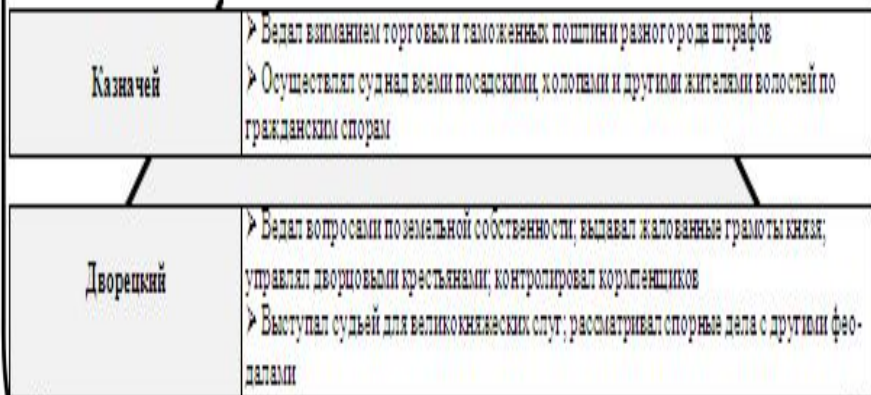 Казначей
➢ Ведал взиманием торговых и таможенных пошлин и разного рода штрафов
➢ Осуществлял суд над всеми посадскими, холопами и другими жителями волостей по
гражданским спорам
Дворецкий
➢ Ведал вопросами поземельной собственности; выдавал жалованные грамоты князя;
управлял дворцовыми крестьянами; контролировал кормленщиков
➢ Выступал судьей для великокняжеских слуг; рассматривал спорные дела с другими фео-
далами